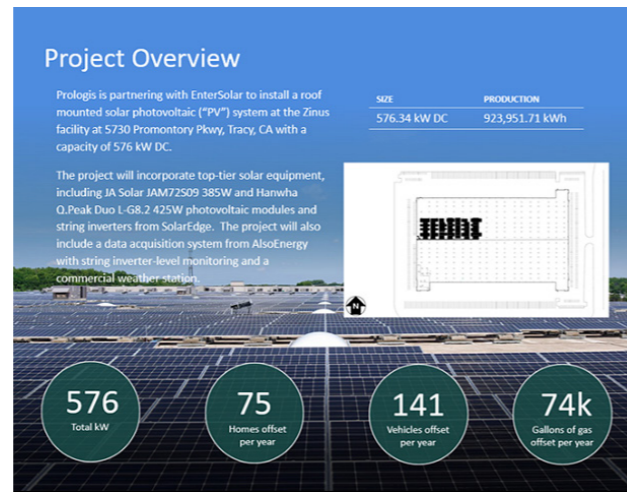 Project Overview
Prologis is partnering with EnterSolar to install a roof
mounted solar photovoltaic (“PV”) system at the Zinus
facility at 5730 Promontory Pkwy, Tracy, CA with a
capacity of 576 kW DC.
The project will incorporate top-tier solar equipment,
including JA Solar JAM72S09 385W and Hanwha
Q.Peak Duo L-G8.2 425W photovoltaic modules and
string inverters from SolarEdge. The project will also
include a data acquisition system from AlsoEnergy
with string inverter-level monitoring and a
commercial weather station.
SIZE PRODUCTION
576.34 kW DC 923,951.71 kWh
N
576
Total kW
75
Homes offset
per year
141
Vehicles offset
per year
74k
Gallons of gas
offset per year